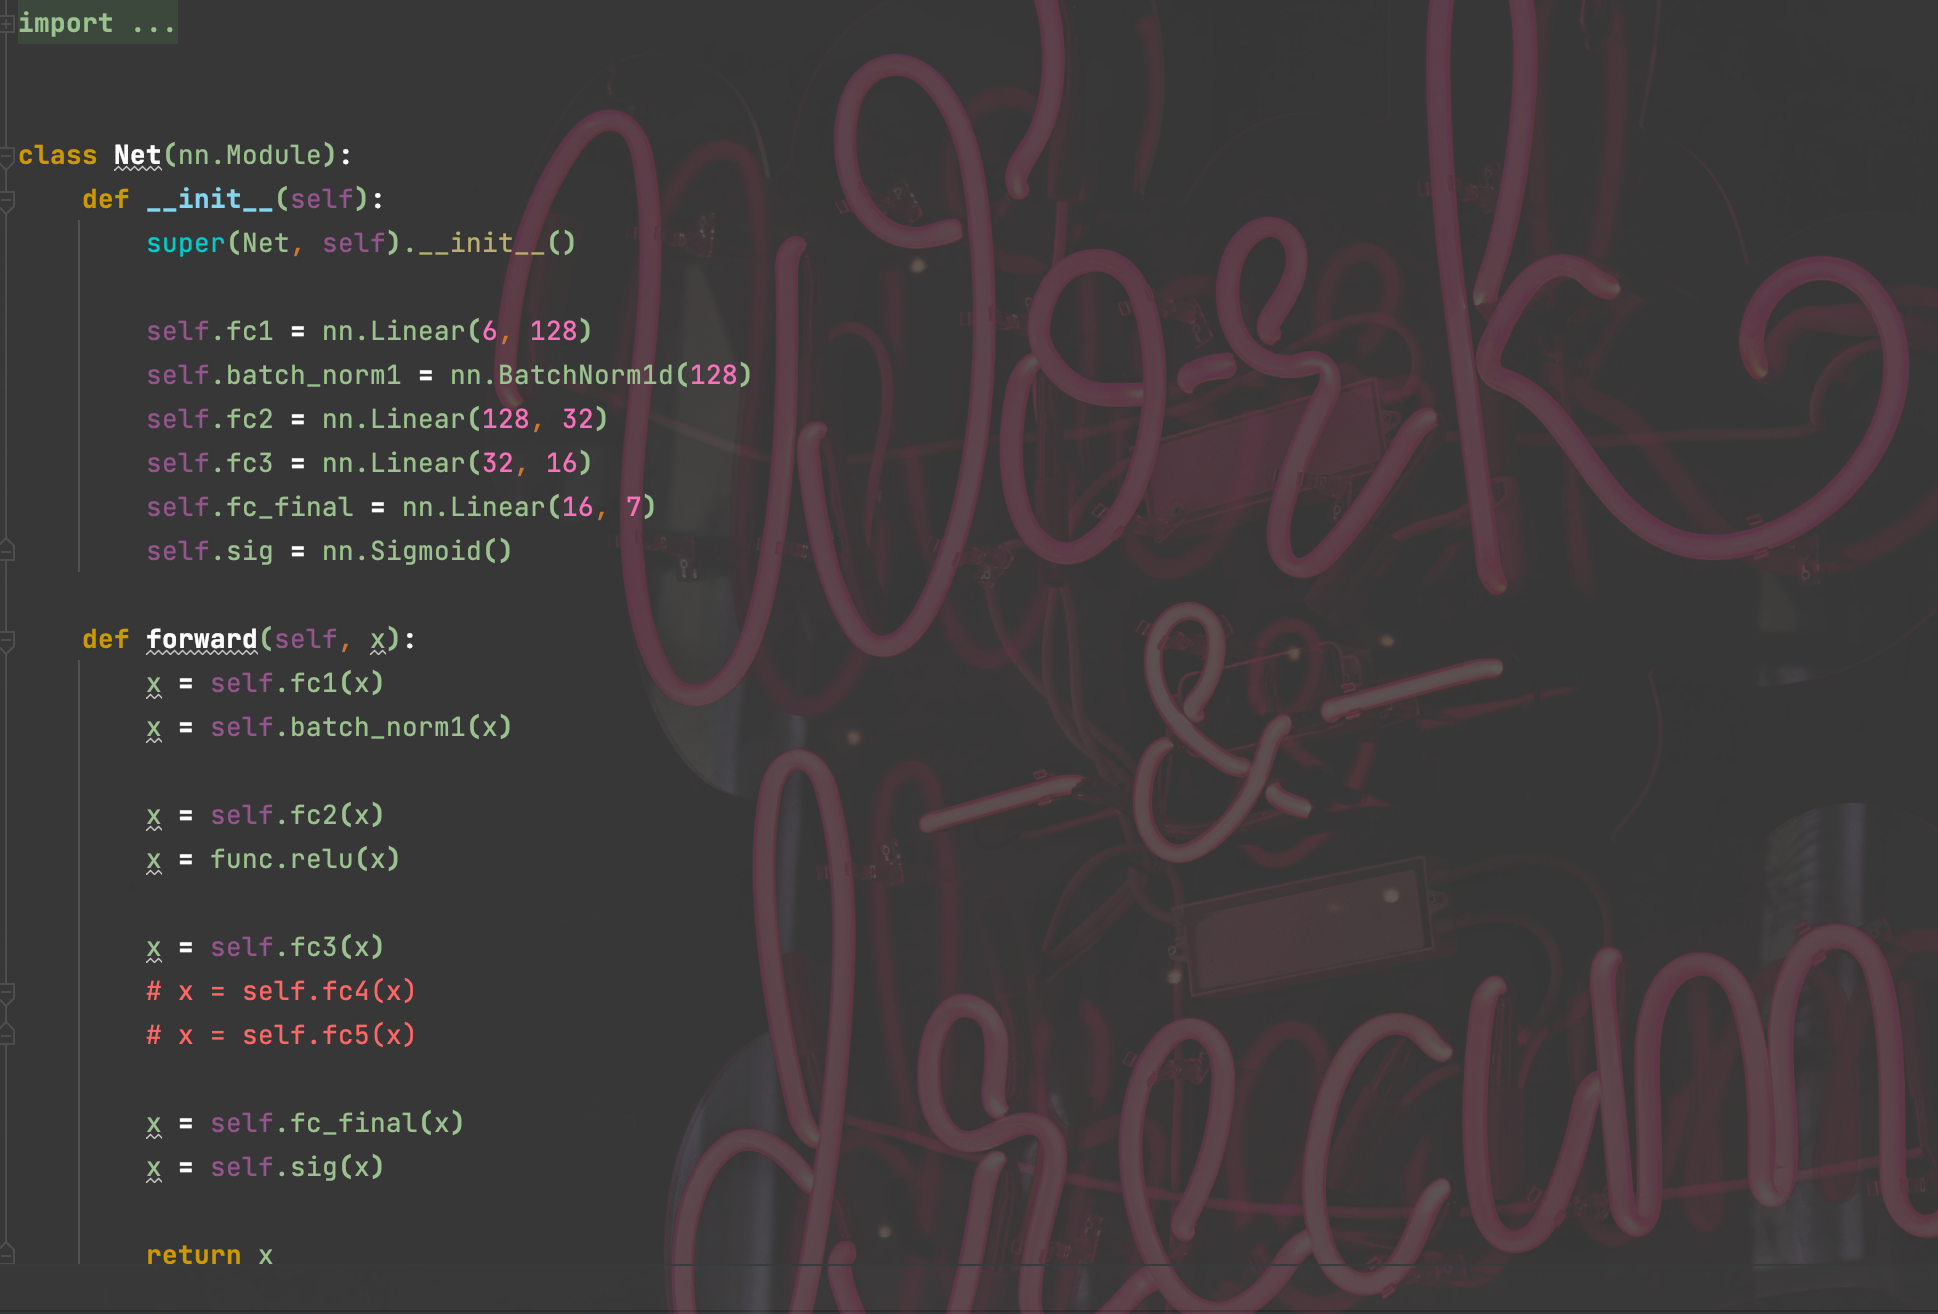 import ...
class Net(nn.Module):
    def __init__(self):
        super(Net, self).__init__()
        self.fc1 = nn.Linear(6, 128)
        self.batch_norm1 = nn.BatchNorm1d(128)
        self.fc2 = nn.Linear(128, 32)
        self.fc3 = nn.Linear(32, 16)
        self.fc_final = nn.Linear(16, 7)
        self.sig = nn.Sigmoid()
    def forward(self, x):
        x = self.fc1(x)
        x = self.batch_norm1(x)
        x = self.fc2(x)
        x = func.relu(x)
        x = self.fc3(x)
        # x = self.fc4(x)
        # x = self.fc5(x)
        x = self.fc_final(x)
        x = self.sig(x)
        return x
Work
&
dream